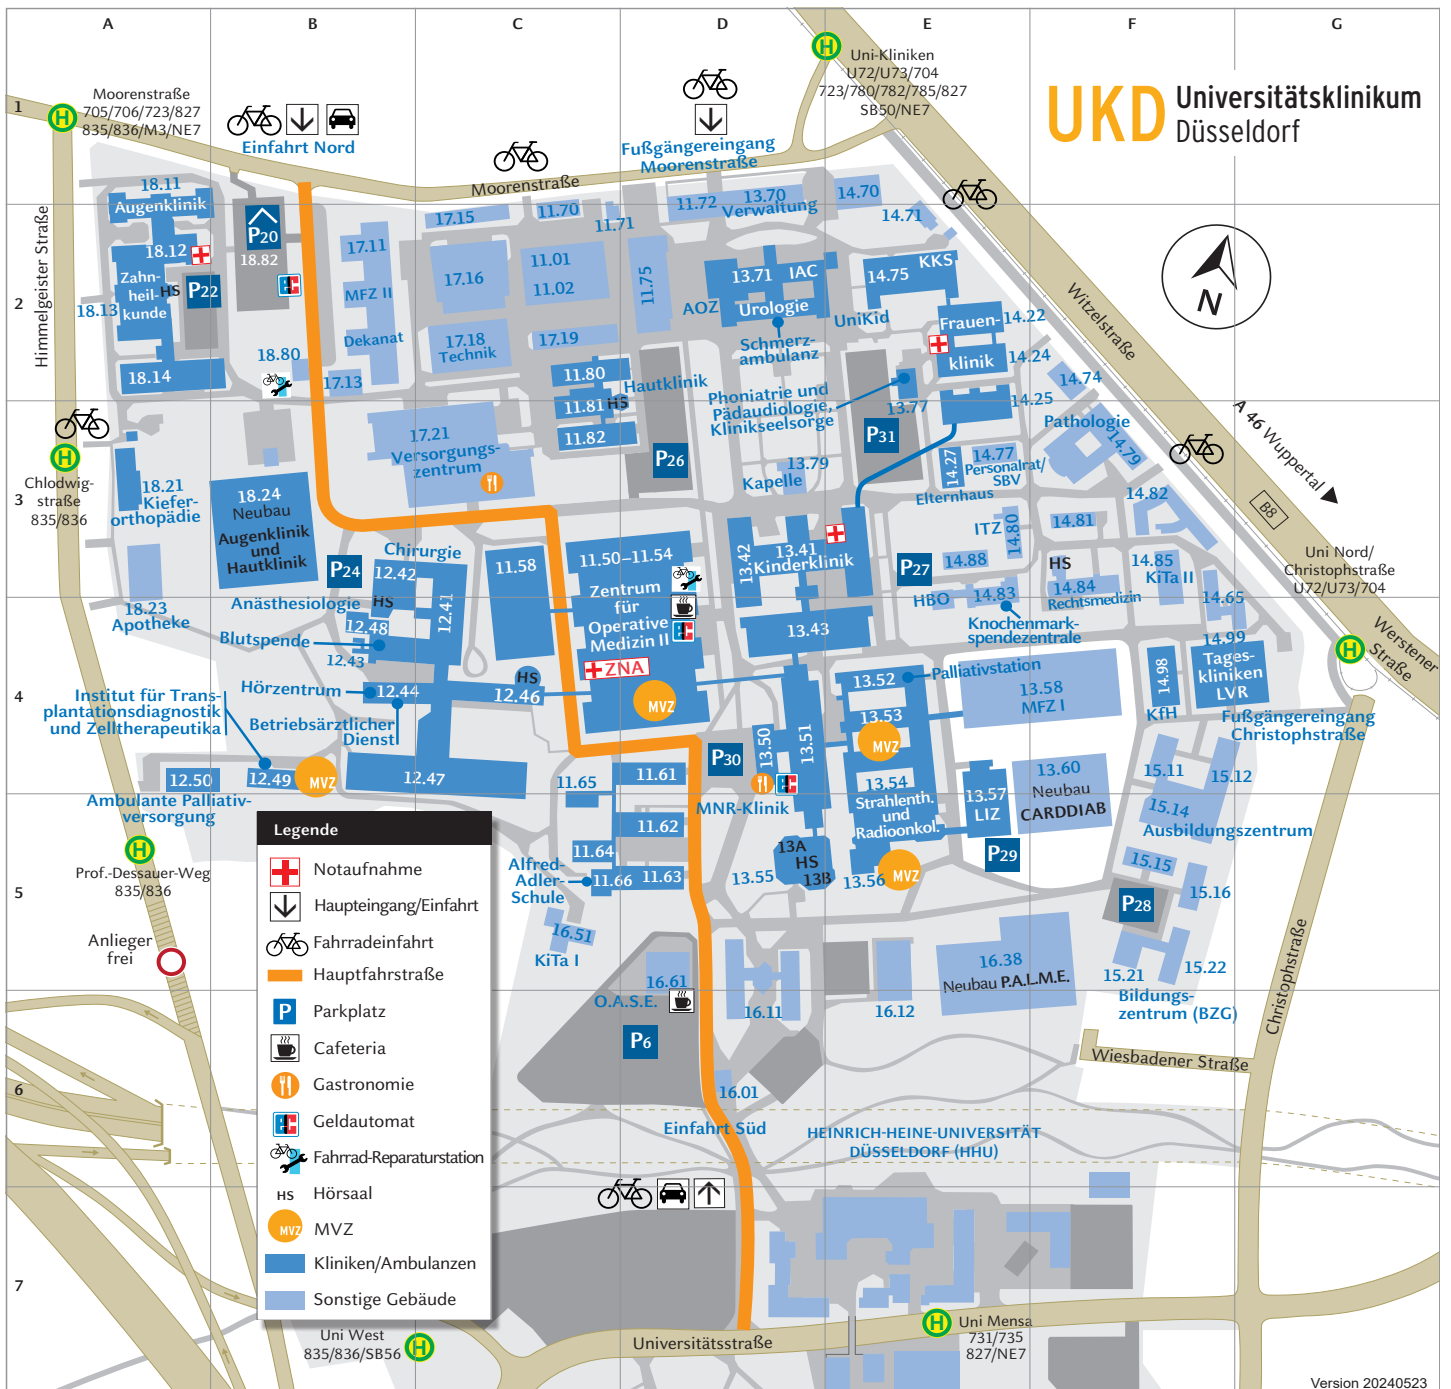 A
B
C
D
E
F
G
1
2
3
4
5
6
7
UKD
Universitätsklinikum
Düsseldorf
H
Moorenstraße
705/706/723/827
835/836/M3/NE7
Einfahrt Nord
Fußgängereingang
Moorenstraße
H
Uni-Kliniken
U72/U73/704
723/780/782/785/827
SB50/NE7
Moorenstraße
Himmelgeister Straße
18.11
Augenklinik
18.12
Zahn-
heil-
kunde
HS
P22
18.13
18.14
P20
18.82
18.80
17.11
MFZ II
Dekanat
17.13
17.15
17.16
17.18
Technik
11.70
11.71
11.01
11.02
17.19
11.75
11.72
13.70
Verwaltung
14.70
14.71
13.71
IAC
AOZ
Urologie
Schmerz-
ambulanz
14.75
KKS
UniKid
Frauen-
klinik
14.22
14.24
14.25
14.74
Witzelstraße
N
11.80
11.81
HS
11.82
Hautklinik
P26
Phoniatrie und
Pädaudiologie,
Klinikseelsorge
13.77
P31
Pathologie
14.79
A 46 Wuppertal
B8
H
Chlodwig-
straße
835/836
18.21
Kiefer-
orthopädie
18.24
Neubau
Augenklinik
und
Hautklinik
17.21
Versorgungs-
zentrum
13.79
Kapelle
14.27
14.77
Personalrat/
SBV
Elternhaus
ITZ
14.80
14.81
14.82
P24
Chirurgie
12.42
HS
12.41
Anästhesiologie
11.58
11.50–11.54
Zentrum
für
Operative
Medizin II
ZNA
MVZ
13.42
13.41
Kinderklinik
13.43
P27
14.88
HBO
14.83
Knochenmark-
spendezentrale
HS
14.84
Rechtsmedizin
14.85
KiTa II
14.65
Uni Nord/
Christophstraße
U72/U73/704
H
Werstener
Straße
18.23
Apotheke
12.48
Blutspende
12.43
Hörzentrum
12.44
Betriebsärztlicher
Dienst
Institut für Trans-
plantationsdiagnostik
und Zelltherapeutika
HS
12.46
12.47
12.49
MVZ
12.50
Ambulante Palliativ-
versorgung
13.52
Palliativstation
13.53
MVZ
13.54
Strahlenth.
und
Radioonkol.
13.50
13.51
P30
MNR-Klinik
13.58
MFZ I
14.98
KfH
14.99
Tages-
kliniken
LVR
Fußgängereingang
Christophstraße
13.57
LIZ
13.60
Neubau
CARDDIAB
P29
15.11
15.12
15.14
Ausbildungszentrum
15.15
15.16
P28
15.21
15.22
Bildungs-
zentrum (BZG)
11.65
11.61
11.62
11.64
11.63
11.66
Alfred-
Adler-
Schule
16.51
KiTa I
13A
HS
13B
13.55
13.56
MVZ
16.61
O.A.S.E.
P6
16.11
16.12
16.38
Neubau P.A.L.M.E.
16.01
Einfahrt Süd
HEINRICH-HEINE-UNIVERSITÄT
DÜSSELDORF (HHU)
Wiesbadener Straße
Christophstraße
H
Prof.-Dessauer-Weg
835/836
Anlieger
frei
Legende
Notaufnahme
Haupteingang/Einfahrt
Fahrradeinfahrt
Hauptfahrstraße
P Parkplatz
Cafeteria
Gastronomie
Geldautomat
Fahrrad-Reparaturstation
HS Hörsaal
MVZ MVZ
Kliniken/Ambulanzen
Sonstige Gebäude
Uni West
835/836/SB56
H
Universitätsstraße
H
Uni Mensa
731/735
827/NE7
Version 20240523